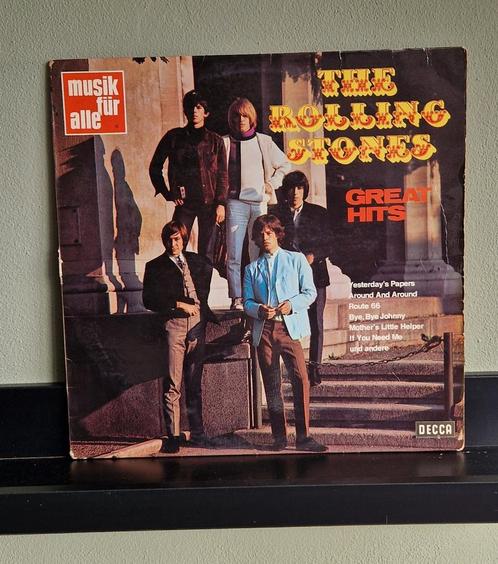 musik
für
alle
THE
ROLLING
STONES
GREAT
HITS
Yesterday's Papers
Around And Around
Route 66
Bye, Bye Johnny
Mother's Little Helper
If You Need Me
und andere
DECCA